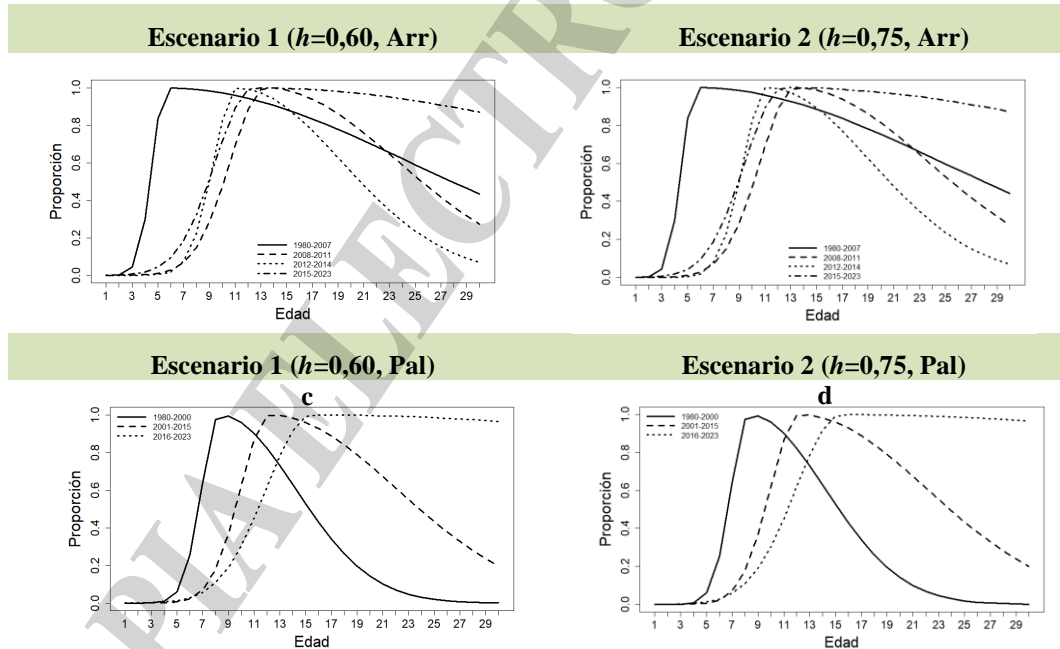 Escenario 1 (h=0,60, Arr)
Proporción
0.0 0.2 0.4 0.6 0.8 1.0
1980-2007
2008-2011
2012-2014
2015-2023
1 3 5 7 9 11 13 15 17 19 21 23 25 27 29
Edad
Escenario 2 (h=0,75, Arr)
Proporción
0.0 0.2 0.4 0.6 0.8 1.0
1980-2007
2008-2011
2012-2014
2015-2023
1 3 5 7 9 11 13 15 17 19 21 23 25 27 29
Edad
Escenario 1 (h=0,60, Pal)
c
Proporción
0.0 0.2 0.4 0.6 0.8 1.0
1980-2000
2001-2015
2016-2023
1 3 5 7 9 11 13 15 17 19 21 23 25 27 29
Edad
Escenario 2 (h=0,75, Pal)
d
Proporción
0.0 0.2 0.4 0.6 0.8 1.0
1980-2000
2001-2015
2016-2023
1 3 5 7 9 11 13 15 17 19 21 23 25 27 29
Edad
PIA ELECTRO